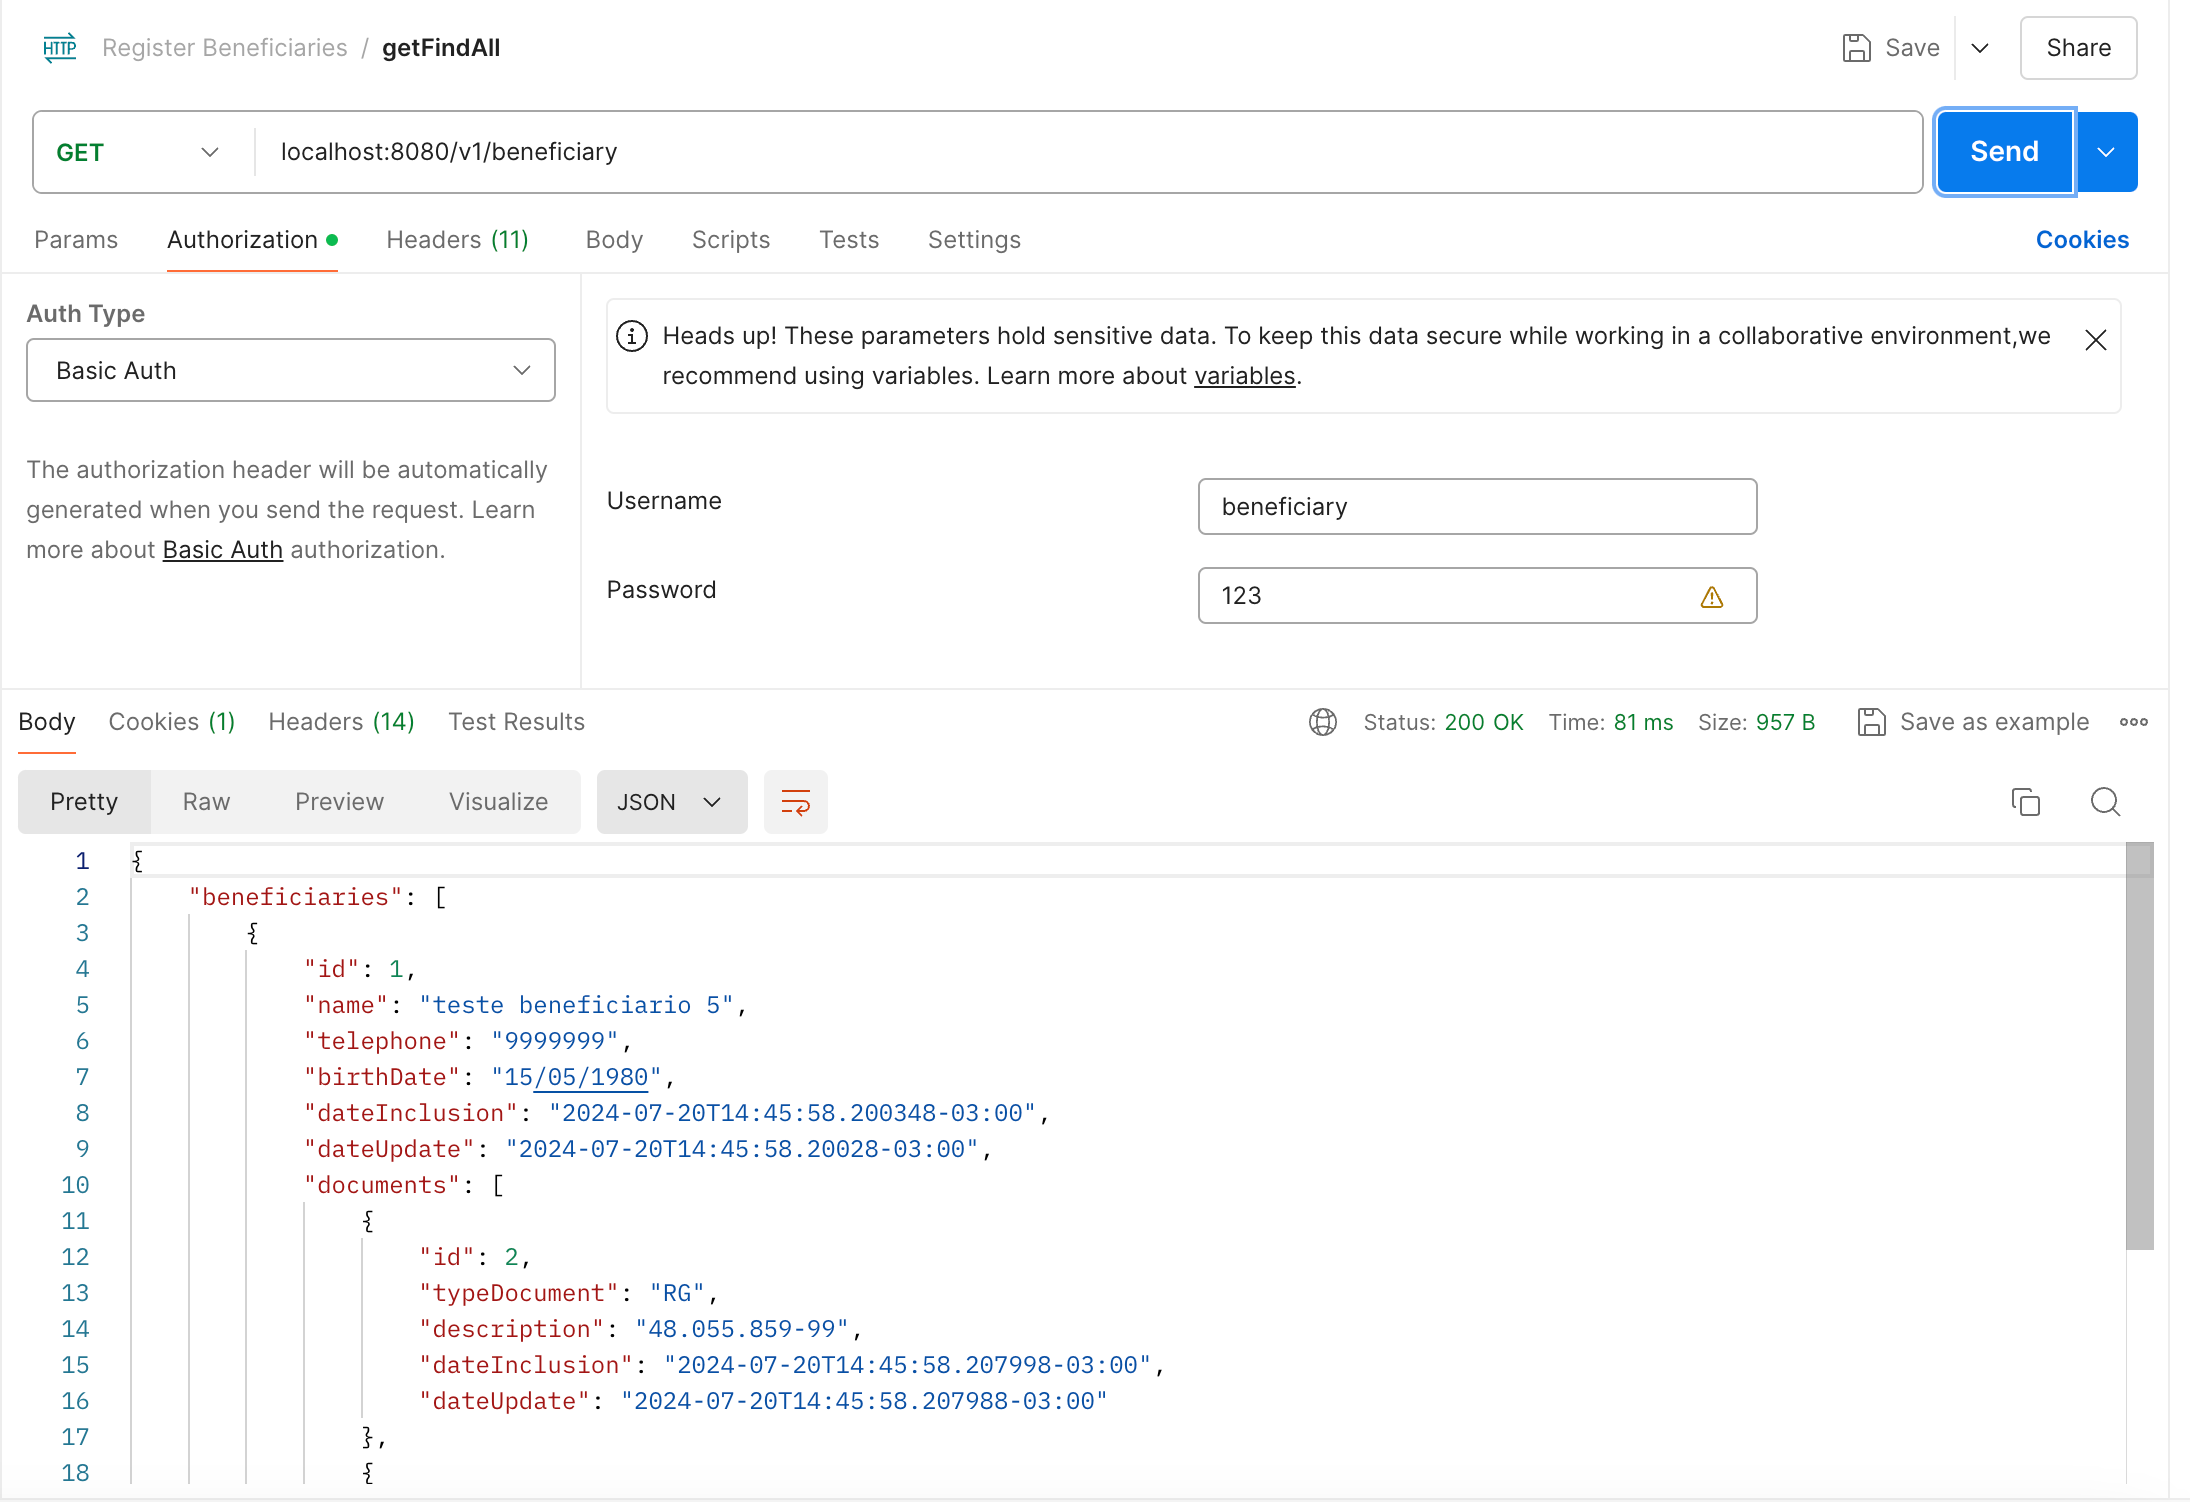 HTTP Register Beneficiaries / getFindAll Save Share
GET localhost:8080/v1/beneficiary Send
Params Authorization Headers (11) Body Scripts Tests Settings Cookies
Auth Type
Basic Auth
The authorization header will be automatically
generated when you send the request. Learn
more about Basic Auth authorization.
Heads up! These parameters hold sensitive data. To keep this data secure while working in a collaborative environment,we
recommend using variables. Learn more about variables.
Username beneficiary
Password 123
Body Cookies (1) Headers (14) Test Results Status: 200 OK Time: 81 ms Size: 957 B Save as example
Pretty Raw Preview Visualize JSON
1 {
2 "beneficiaries": [
3 {
4 "id": 1,
5 "name": "teste beneficiario 5",
6 "telephone": "9999999",
7 "birthDate": "15/05/1980",
8 "dateInclusion": "2024-07-20T14:45:58.200348-03:00",
9 "dateUpdate": "2024-07-20T14:45:58.20028-03:00",
10 "documents": [
11 {
12 "id": 2,
13 "typeDocument": "RG",
14 "description": "48.055.859-99",
15 "dateInclusion": "2024-07-20T14:45:58.207998-03:00",
16 "dateUpdate": "2024-07-20T14:45:58.207988-03:00"
17 },
18 {